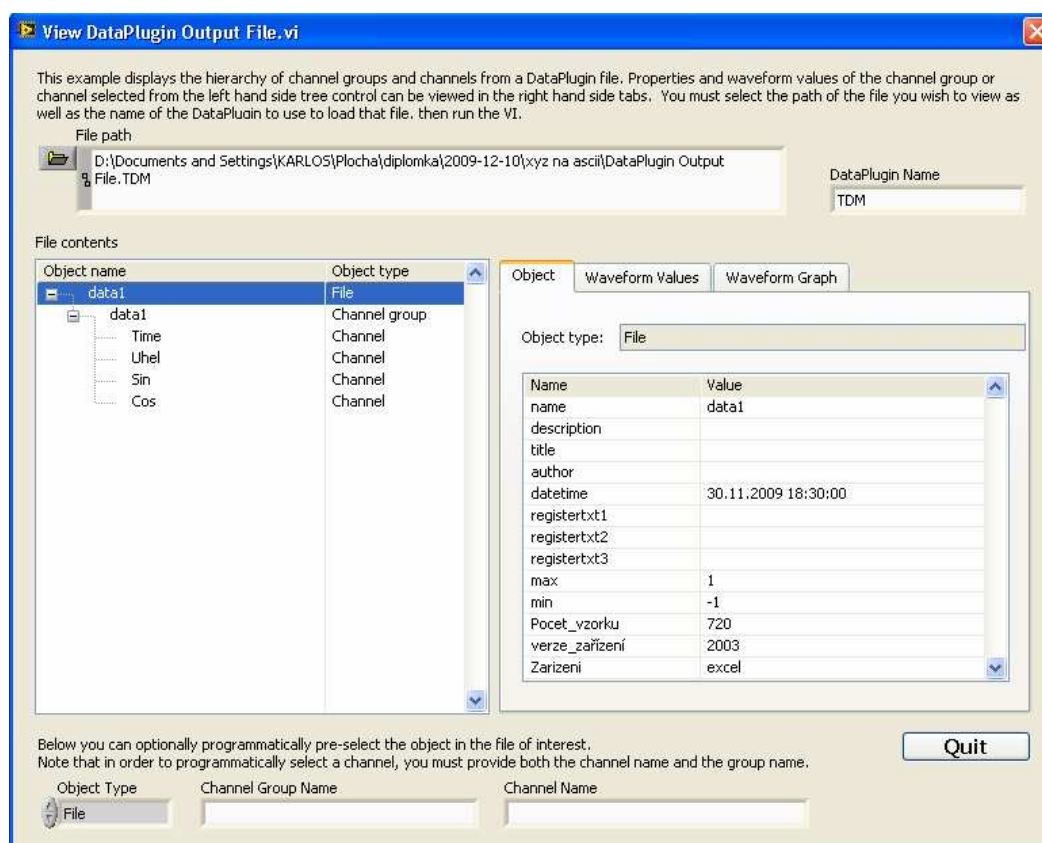 View DataPlugin Output File.vi
This example displays the hierarchy of channel groups and channels from a DataPlugin file. Properties and waveform values of the channel group or
channel selected from the left hand side tree control can be viewed in the right hand side tabs. You must select the path of the file you wish to view as
well as the name of the DataPlugin to use to load that file. then run the VI.
File path
D:\Documents and Settings\KARLOS\Plocha\diplomka\2009-12-10\xyz na ascii\DataPlugin Output
File.TDM
DataPlugin Name
TDM
File contents
Object name Object type
data1 File
data1 Channel group
Time Channel
Uhel Channel
Sin Channel
Cos Channel
Object Waveform Values Waveform Graph
Object type: File
Name Value
name data1
description
title
author
datetime 30.11.2009 18:30:00
registertxt1
registertxt2
registertxt3
max 1
min -1
Pocet_vzorku 720
verze_zařízení 2003
Zarizeni excel
Below you can optionally programmatically pre-select the object in the file of interest.
Note that in order to programmatically select a channel, you must provide both the channel name and the group name.
Quit
Object Type Channel Group Name Channel Name
File